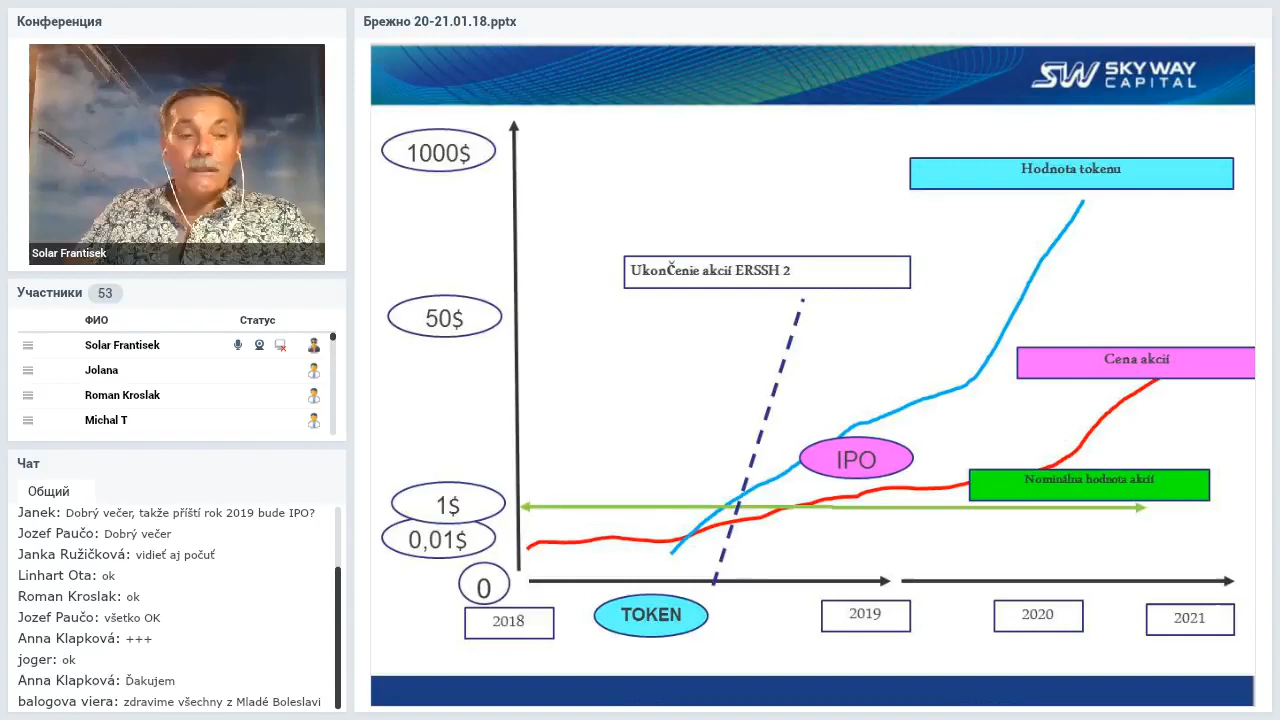 Конференция
Solar Frantisek
Участники 53
ФИО Статус
Solar Frantisek
Jolana
Roman Kroslak
Michal T
Чат
Общий
Janek: Dobrý večer, takže příští rok 2019 bude IPO?
Jozef Paučo: Dobrý večer
Janka Ružičková: vidieť aj počuť
Linhart Ota: ok
Roman Kroslak: ok
Jozef Paučo: všetko OK
Anna Klapková: +++
joger: ok
Anna Klapková: Ďakujem
balogova viera: zdravime všechny z Mladé Boleslavi
Брежно 20-21.01.18.pptx
SW SKY WAY
CAPITAL
1000$
Hodnota tokenu
UkonČenie akcií ERSSH 2
50$
Cena akcií
IPO
Nominálna hodnota akcií
1$
0,01$
0
2018
TOKEN
2019
2020
2021